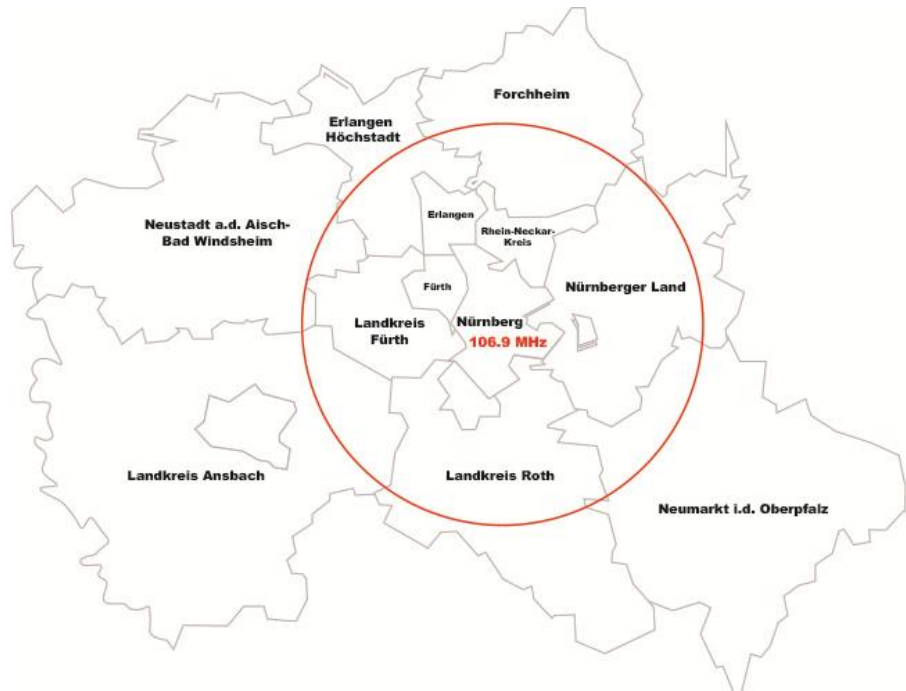 Forchheim
Erlangen
Höchstadt
Neustadt a.d. Aisch-
Bad Windsheim
Erlangen
Rhein-Neckar-
Kreis
Fürth
Nürnberger Land
Landkreis
Fürth
Nürnberg
106.9 MHz
Landkreis Ansbach
Landkreis Roth
Neumarkt i.d. Oberpfalz